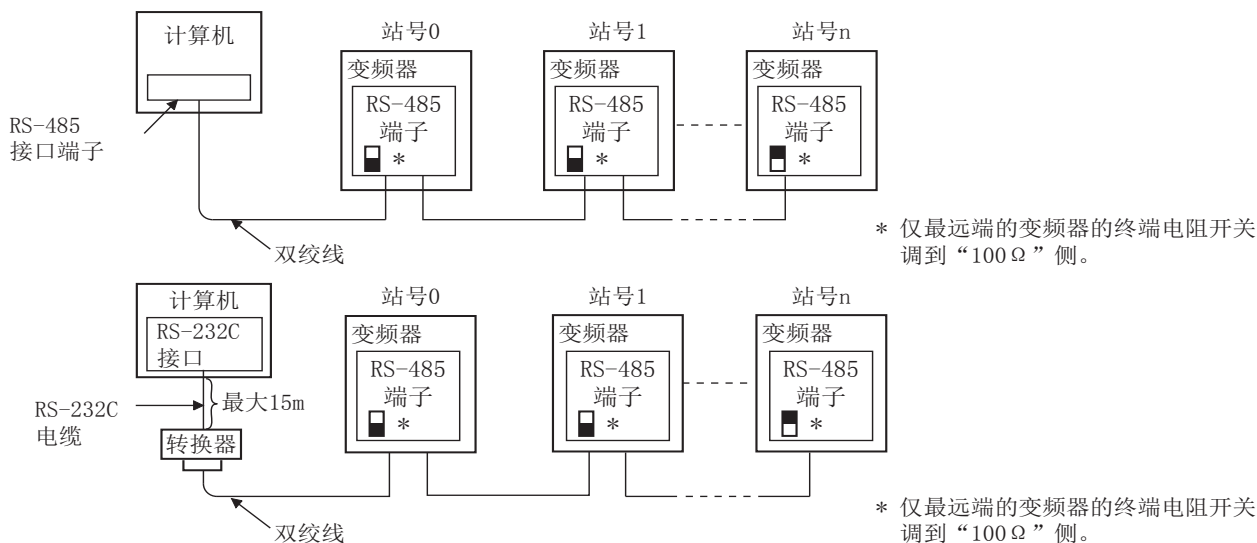 计算机
站号0
站号1
站号n
变频器
变频器
变频器
RS-485
端子
*
RS-485
端子
*
RS-485
端子
*
RS-485
接口端子
双绞线
* 仅最远端的变频器的终端电阻开关
调到“100Ω”侧。
计算机
RS-232C
接口
站号0
站号1
站号n
变频器
变频器
变频器
RS-485
端子
*
RS-485
端子
*
RS-485
端子
*
RS-232C
电缆
最大15m
转换器
双绞线
* 仅最远端的变频器的终端电阻开关
调到“100Ω”侧。